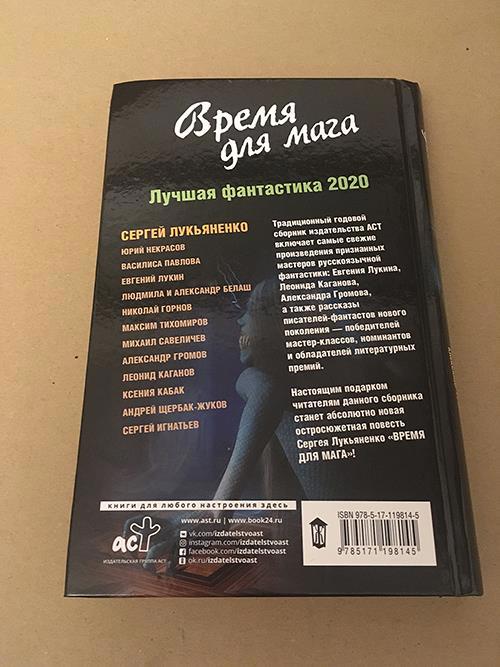 Время
для мага
Лучшая фантастика 2020
СЕРГЕЙ ЛУКЬЯНЕНКО
ЮРИЙ НЕКРАСОВ
ВАСИЛИСА ПАВЛОВА
ЕВГЕНИЙ ЛУКИН
ЛЮДМИЛА И АЛЕКСАНДР БЕЛАШ
НИКОЛАЙ ГОРНОВ
МАКСИМ ТИХОМИРОВ
МИХАИЛ САВЕЛИЧЕВ
АЛЕКСАНДР ГРОМОВ
ЛЕОНИД КАГАНОВ
КСЕНИЯ КАБАК
АНДРЕЙ ЩЕРБАК-ЖУКОВ
СЕРГЕЙ ИГНАТЬЕВ
Традиционный годовой
сборник издательства АСТ
включает самые свежие
произведения признанных
мастеров русскоязычной
фантастики: Евгения Лукина,
Леонида Каганова,
Александра Громова,
а также рассказы
писателей-фантастов нового
поколения — победителей
мастер-классов, номинантов
и обладателей литературных
премий.
Настоящим подарком
читателям данного сборника
станет абсолютно новая
остросюжетная повесть
Сергея Лукьяненко «ВРЕМЯ
ДЛЯ МАГА»!
книги для любого настроения здесь
аст
ИЗДАТЕЛЬСКАЯ ГРУППА АСТ
www.ast.ru | www.book24.ru
vk.com/izdatelstvoast
instagram.com/izdatelstvoast
facebook.com/izdatelstvoast
ok.ru/izdatelstvoast
ISBN 978-5-17-119814-5
9 785171 198145